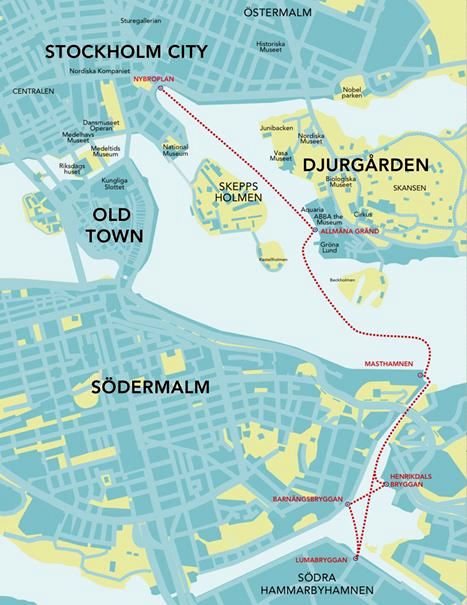 ÖSTERMALM
Sturegallerian
STOCKHOLM CITY
Historiska
Museet
Nordiska Kompaniet
NYBROPLAN
CENTRALEN
Nobel
parken
Dansmuseet
Operan
Medelhavs
Museet
Medeltids
Museum
National
Museum
Junibacken
Nordiska
Museet
Vasa
Museet
DJURGÅRDEN
Riksdags
huset
Kungliga
Slottet
SKEPPS
HOLMEN
Biologiska
Museet
SKANSEN
OLD
TOWN
Aquaria
ABBA the
Museum
Cirkus
ALLMÄNA GRÄND
Gröna
Lund
Kastellholmen
Beckholmen
MASTHAMNEN
SÖDERMALM
HENRIKDALS
BRYGGAN
BARNÄNGSBRYGGAN
LUMABRYGGAN
SÖDRA
HAMMARBYHAMNEN